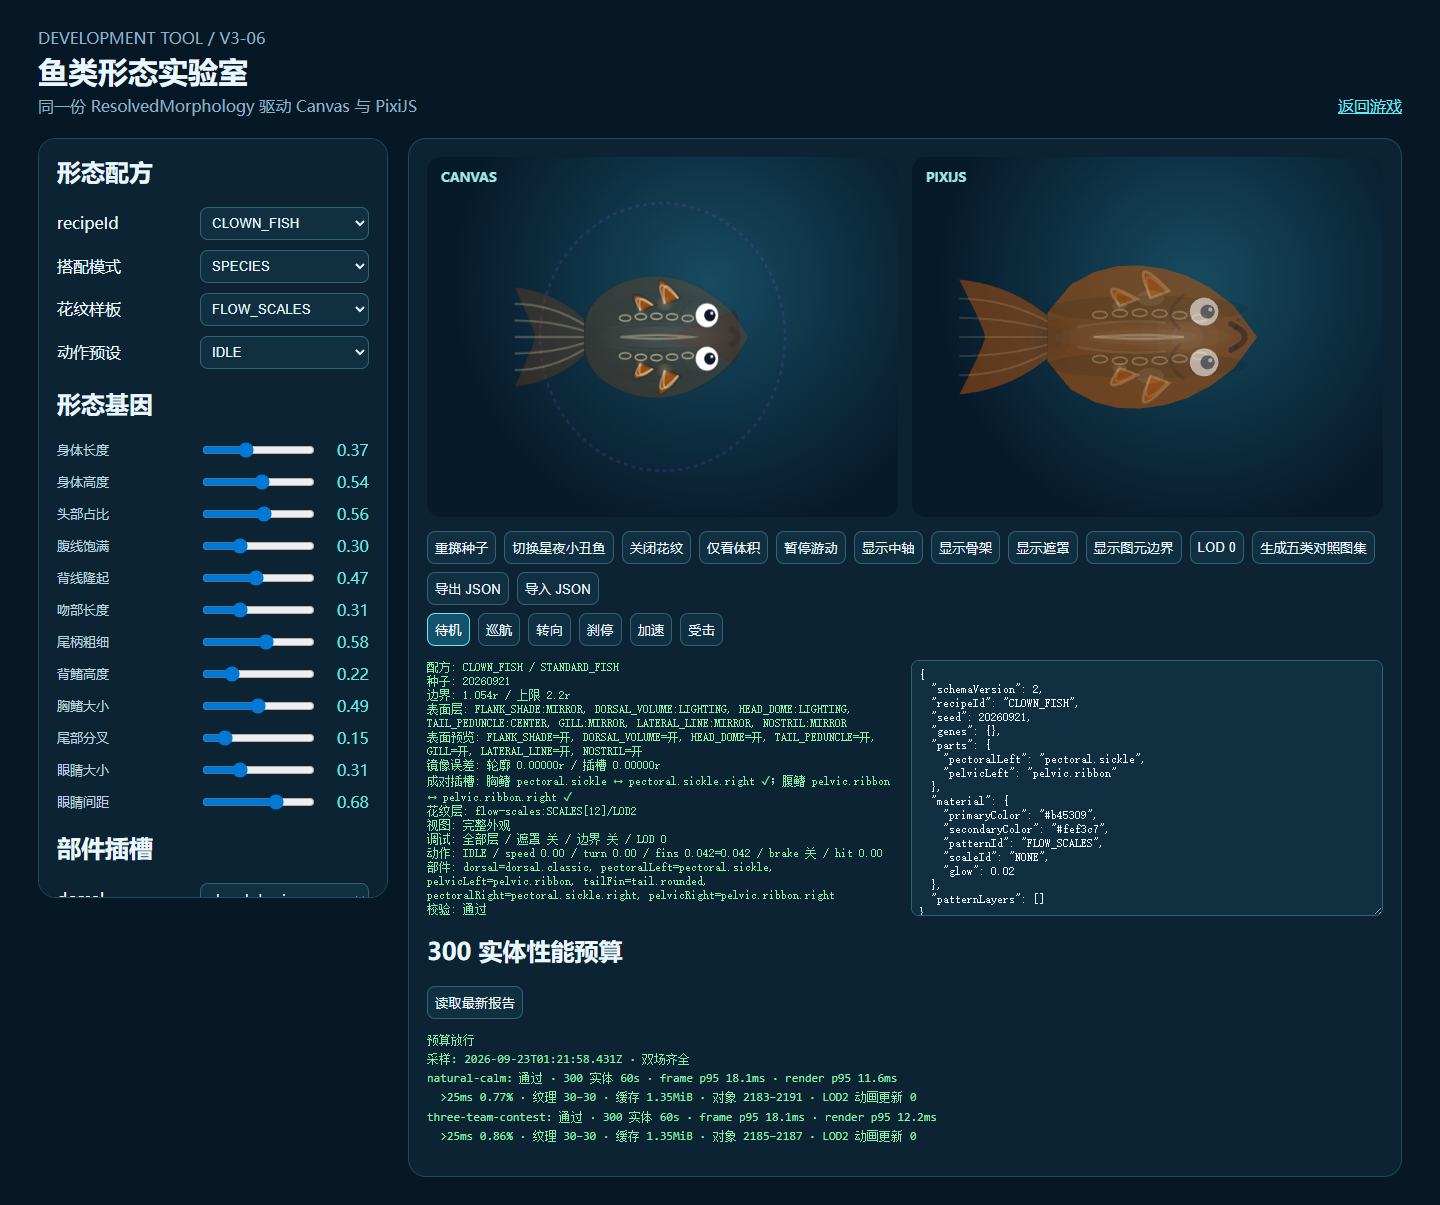 DEVELOPMENT TOOL / V3-06
鱼类形态实验室
同一份 ResolvedMorphology 驱动 Canvas 与 PixiJS
返回游戏
形态配方
recipeId
CLOWN_FISH
搭配模式
SPECIES
花纹样板
FLOW_SCALES
动作预设
IDLE
形态基因
身体长度 0.37
身体高度 0.54
头部占比 0.56
腹线饱满 0.30
背线隆起 0.47
吻部长度 0.31
尾柄粗细 0.58
背鳍高度 0.22
胸鳍大小 0.49
尾部分叉 0.15
眼睛大小 0.31
眼睛间距 0.68
部件插槽
CANVAS
PIXIJS
重掷种子 切换星夜小丑鱼 关闭花纹 仅看体积 暂停游动 显示中轴 显示骨架 显示遮罩 显示图元边界 LOD 0 生成五类对照图集
导出 JSON 导入 JSON
待机 巡航 转向 刹停 加速 受击
配方: CLOWN_FISH / STANDARD_FISH
种子: 20260921
边界: 1.054r / 上限 2.2r
表面层: FLANK_SHADE:MIRROR, DORSAL_VOLUME:LIGHTING, HEAD_DOME:LIGHTING,
TAIL_PEDUNCLE:CENTER, GILL:MIRROR, LATERAL_LINE:MIRROR, NOSTRIL:MIRROR
表面预览: FLANK_SHADE=开, DORSAL_VOLUME=开, HEAD_DOME=开, TAIL_PEDUNCLE=开,
GILL=开, LATERAL_LINE=开, NOSTRIL=开
镜像误差: 轮廓 0.00000r / 插槽 0.00000r
成对插槽: 胸鳍 pectoral.sickle ↔ pectoral.sickle.right ✓; 腹鳍 pelvic.ribbon
↔ pelvic.ribbon.right ✓
花纹层: flow-scales:SCALES[12]/LOD2
视图: 完整外观
调试: 全部层 / 遮罩 关 / 边界 关 / LOD 0
动作: IDLE / speed 0.00 / turn 0.00 / fins 0.042=0.042 / brake 关 / hit 0.00
部件: dorsal=dorsal.classic, pectoralLeft=pectoral.sickle,
pelvicLeft=pelvic.ribbon, tailFin=tail.rounded,
pectoralRight=pectoral.sickle.right, pelvicRight=pelvic.ribbon.right
校验: 通过
{
"schemaVersion": 2,
"recipeId": "CLOWN_FISH",
"seed": 20260921,
"genes": {},
"parts": {
"pectoralLeft": "pectoral.sickle",
"pelvicLeft": "pelvic.ribbon"
},
"material": {
"primaryColor": "#b45309",
"secondaryColor": "#fef3c7",
"patternId": "FLOW_SCALES",
"scaleId": "NONE",
"glow": 0.02
},
"patternLayers": []
}
300 实体性能预算
读取最新报告
预算放行
采样: 2026-09-23T01:21:58.431Z · 双场齐全
natural-calm: 通过 · 300 实体 60s · frame p95 18.1ms · render p95 11.6ms
>25ms 0.77% · 纹理 30-30 · 缓存 1.35MiB · 对象 2183-2191 · LOD2 动画更新 0
three-team-contest: 通过 · 300 实体 60s · frame p95 18.1ms · render p95 12.2ms
>25ms 0.86% · 纹理 30-30 · 缓存 1.35MiB · 对象 2185-2187 · LOD2 动画更新 0